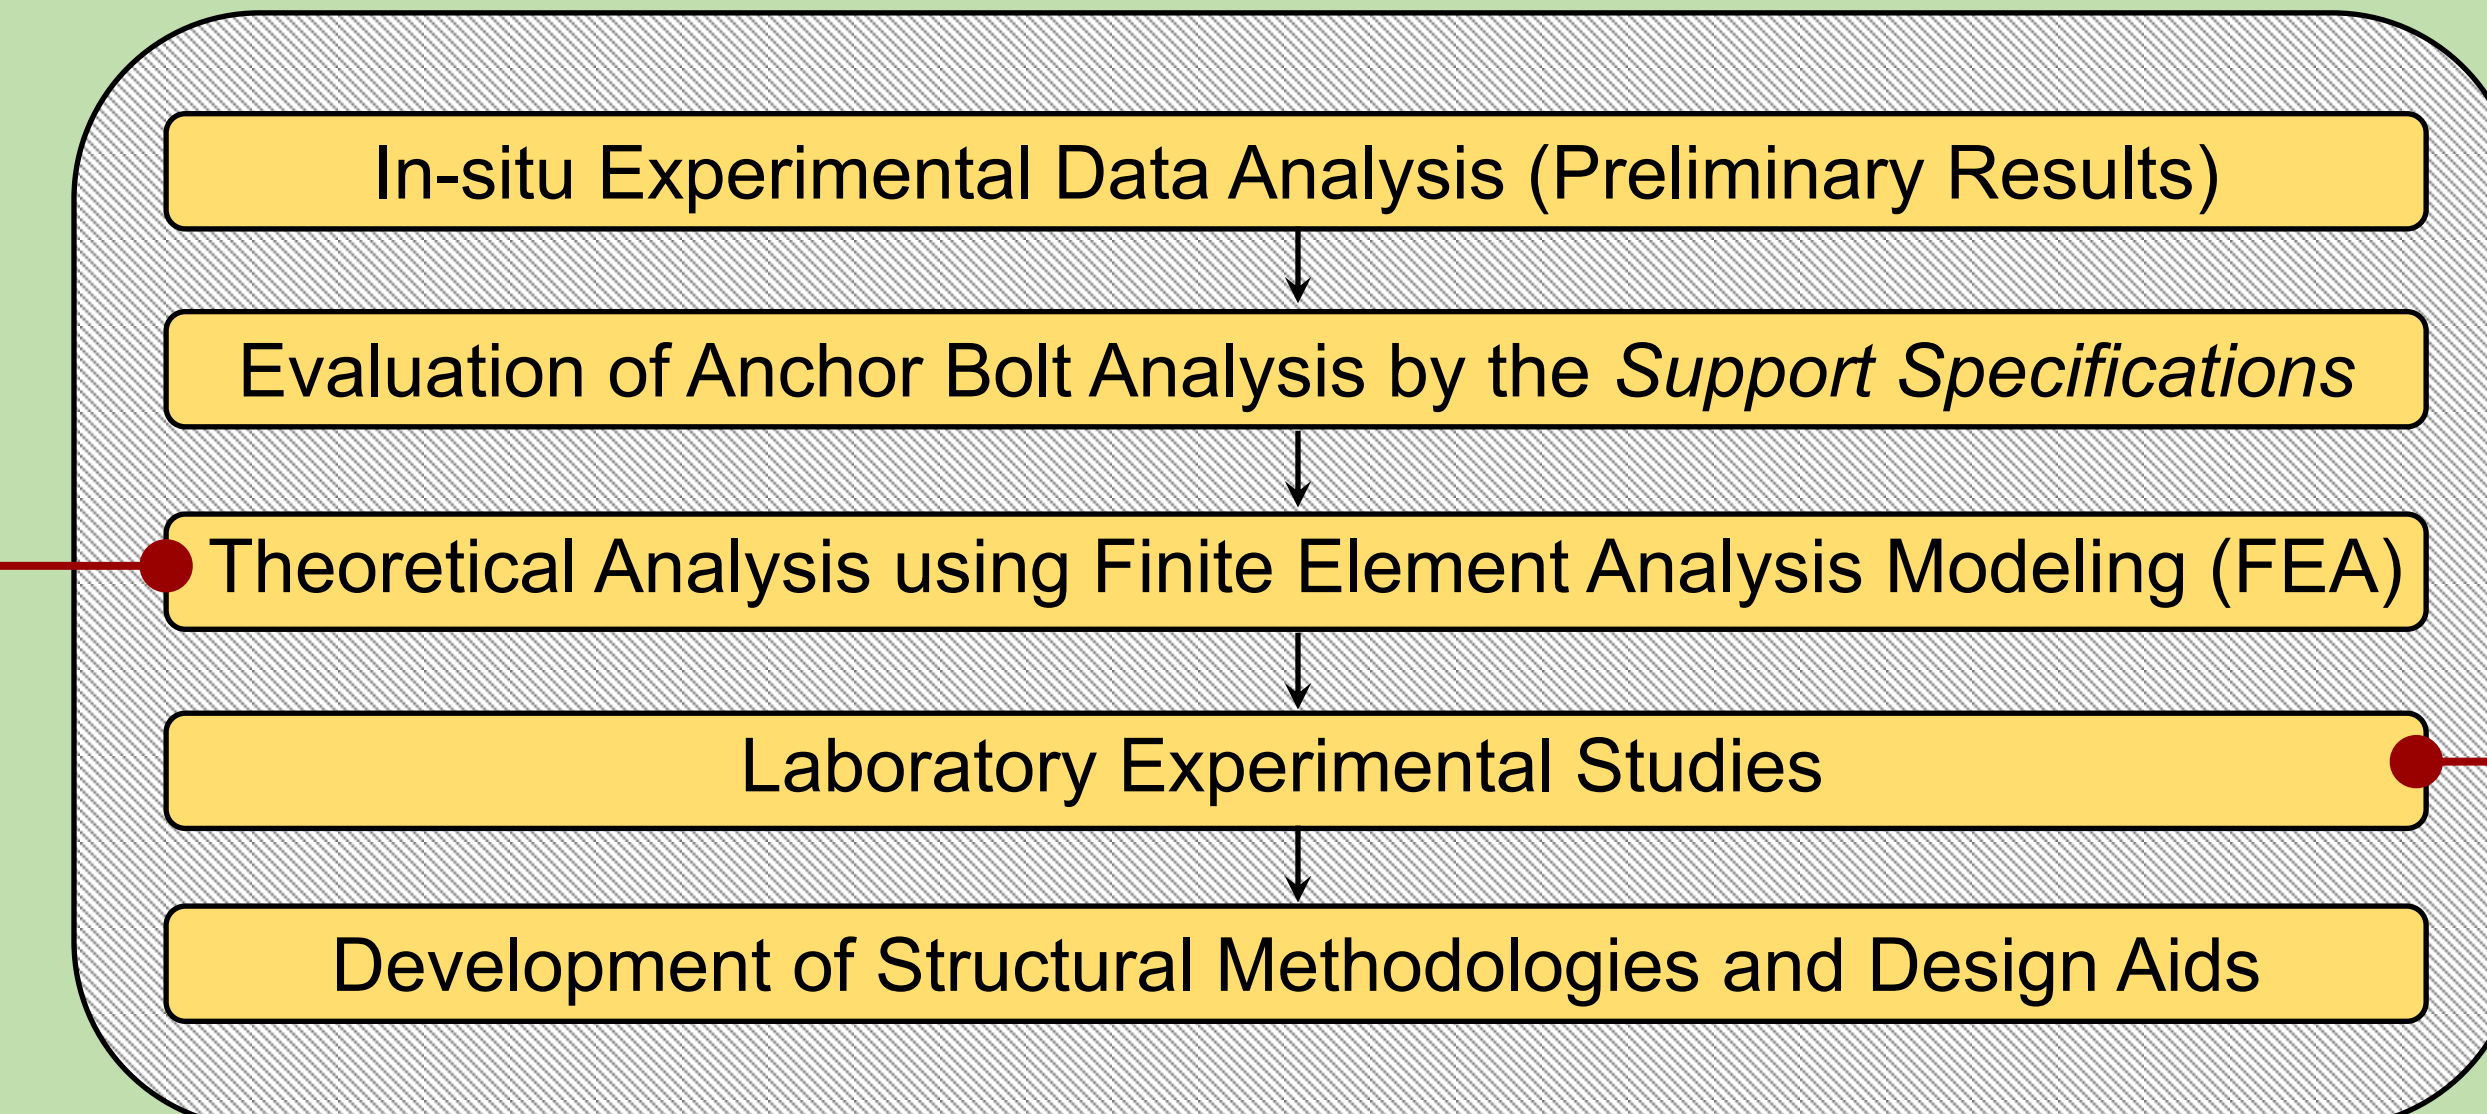 In-situ Experimental Data Analysis (Preliminary Results)
Evaluation of Anchor Bolt Analysis by the Support Specifications
Theoretical Analysis using Finite Element Analysis Modeling (FEA)
Laboratory Experimental Studies
Development of Structural Methodologies and Design Aids